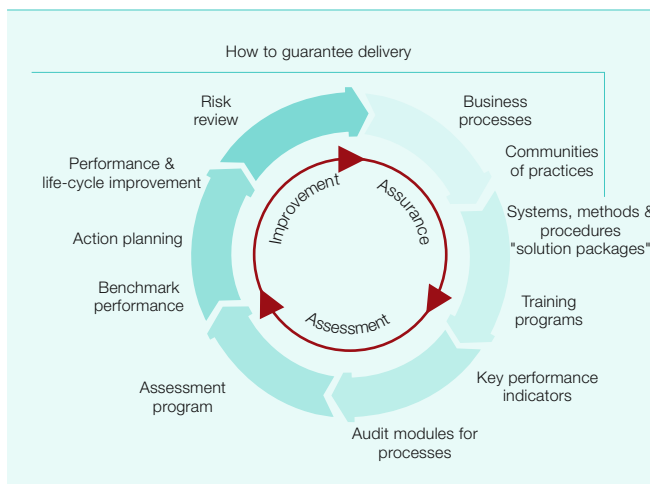 How to guarantee delivery
Risk
review
Business
processes
Communities
of practices
Systems, methods &
procedures
"solution packages"
Training
programs
Key performance
indicators
Audit modules for
processes
Assessment
program
Benchmark
performance
Action planning
Performance &
life-cycle improvement
Improvement
Assurance
Assessment